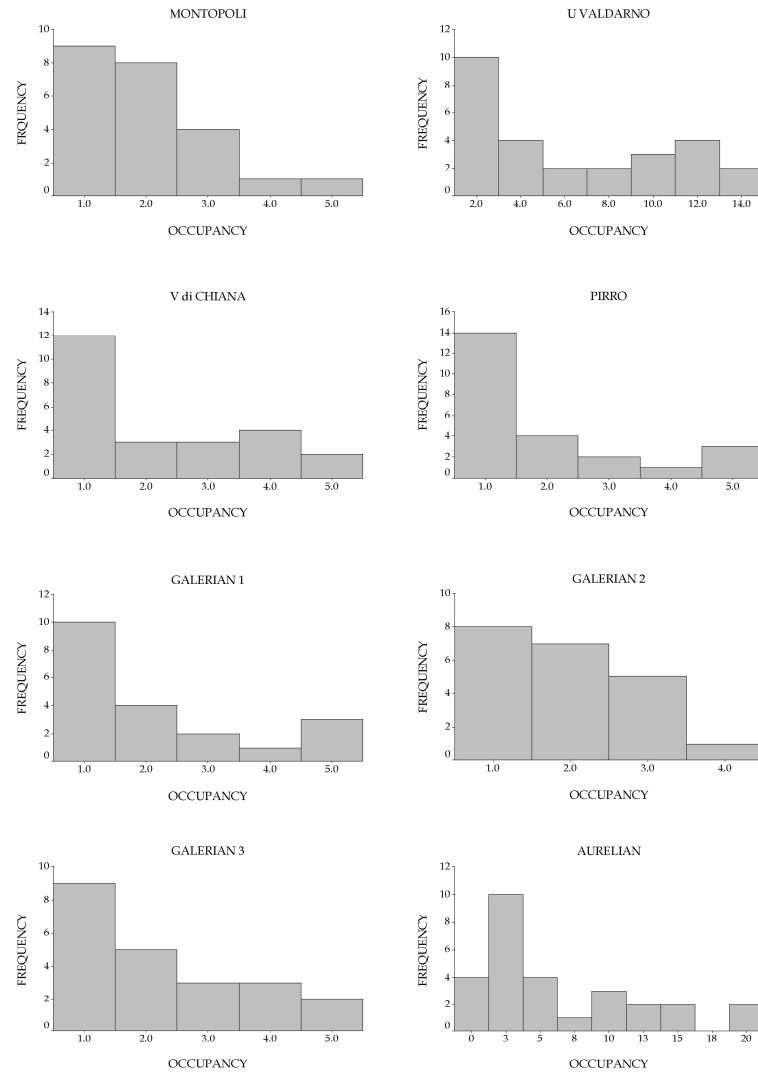 MONTOPOLI
10
8
6
4
2
0
FRQUENCY
1.0 2.0 3.0 4.0 5.0
OCCUPANCY
U VALDARNO
12
10
8
6
4
2
0
FREQUENCY
2.0 4.0 6.0 8.0 10.0 12.0 14.0
OCCUPANCY
V di CHIANA
14
12
10
8
6
4
2
0
FREQUENCY
1.0 2.0 3.0 4.0 5.0
OCCUPANCY
PIRRO
16
14
12
10
8
6
4
2
0
FREQUENCY
1.0 2.0 3.0 4.0 5.0
OCCUPANCY
GALERIAN 1
12
10
8
6
4
2
0
FREQUENCY
1.0 2.0 3.0 4.0 5.0
OCCUPANCY
GALERIAN 2
10
8
6
4
2
0
FREQUENCY
1.0 2.0 3.0 4.0
OCCUPANCY
GALERIAN 3
10
8
6
4
2
0
FREQUENCY
1.0 2.0 3.0 4.0 5.0
OCCUPANCY
AURELIAN
12
10
8
6
4
2
0
FREQUENCY
0 3 5 8 10 13 15 18 20
OCCUPANCY